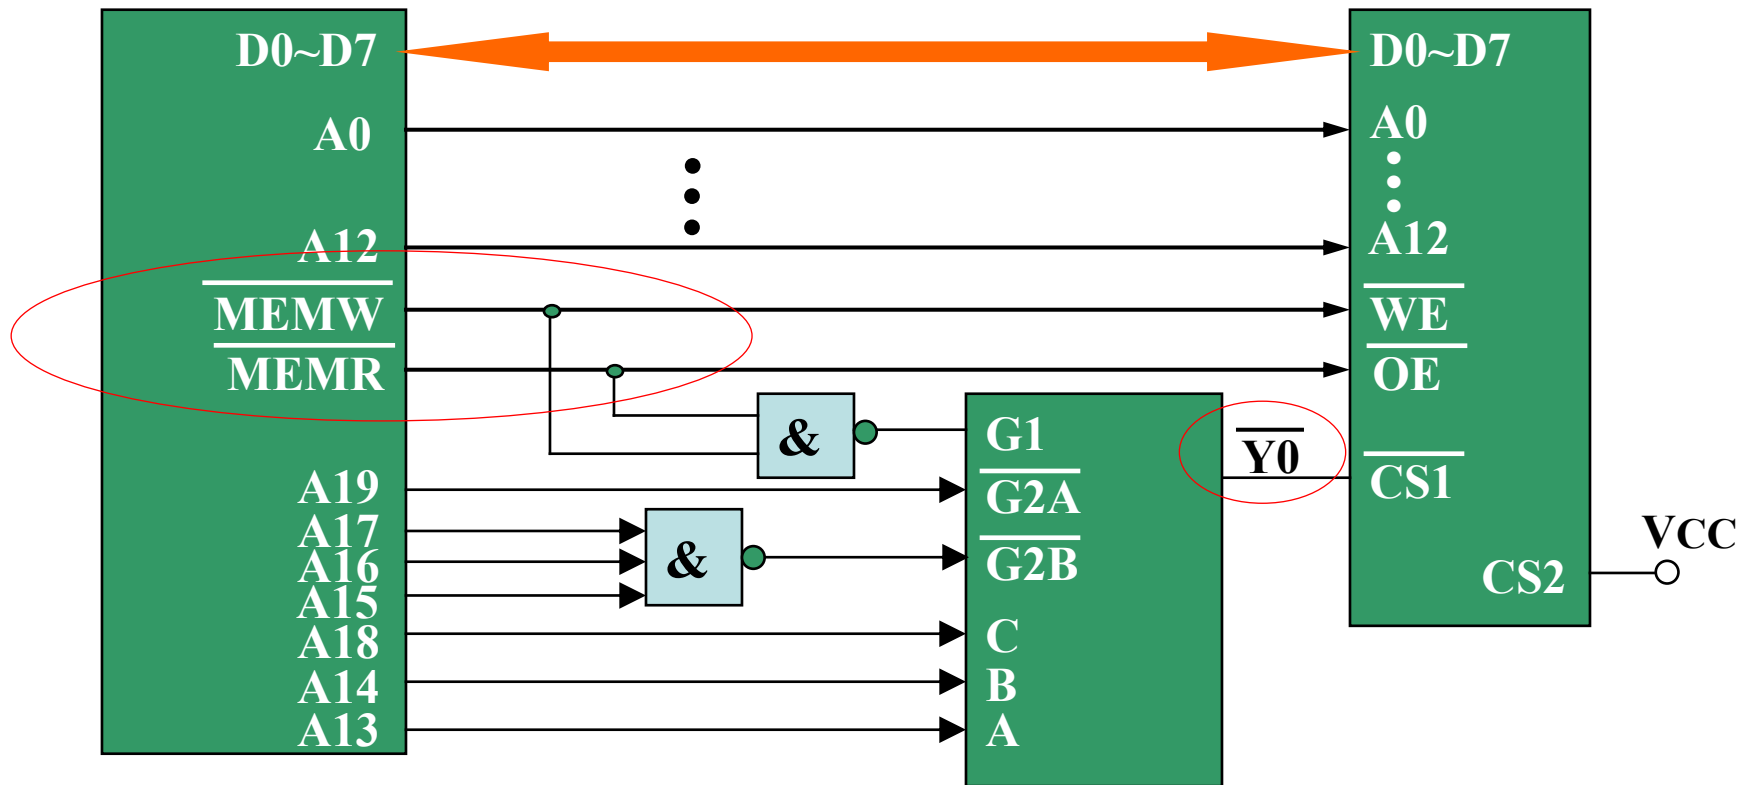 D0~D7
A0
A12
MEMW
MEMR
A19
A17
A16
A15
A18
A14
A13
&
&
G1
G2A
G2B
C
B
A
Y0
D0~D7
A0
A12
WE
OE
CS1
CS2
VCC